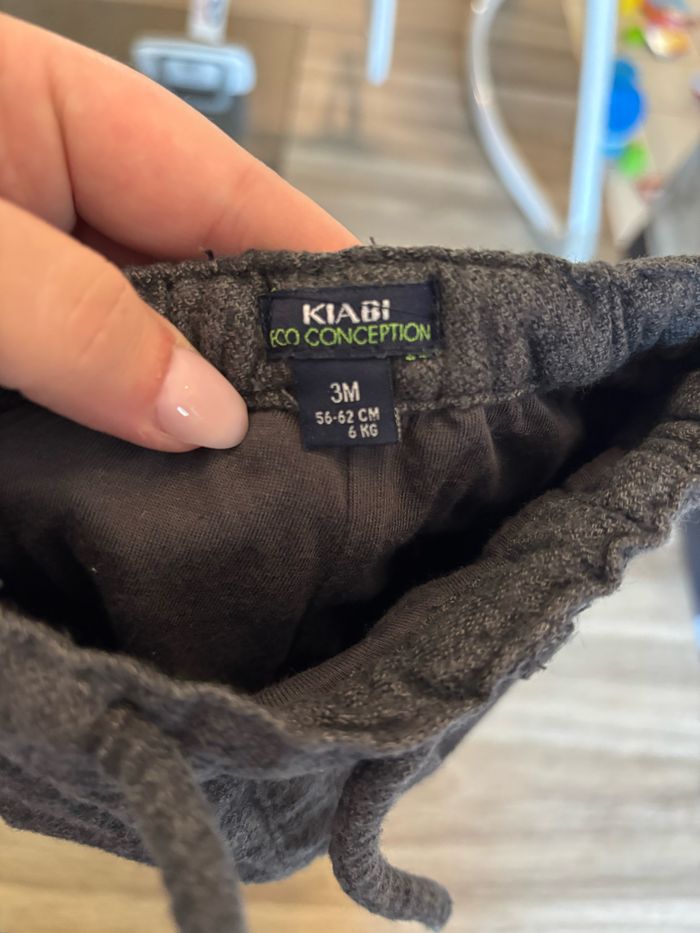 KIABI
ECO CONCEPTION
3M
56-62 CM
6 KG